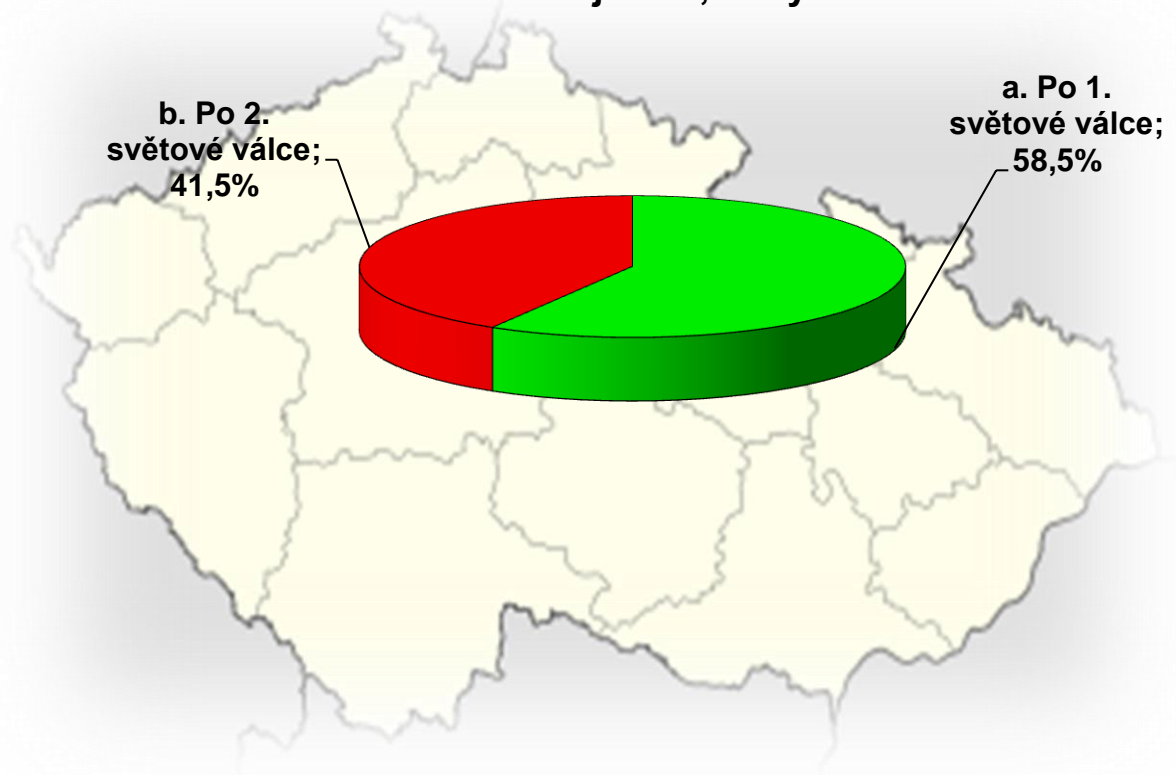 b. Po 2.
světové válce;
41,5%
a. Po 1.
světové válce;
58,5%